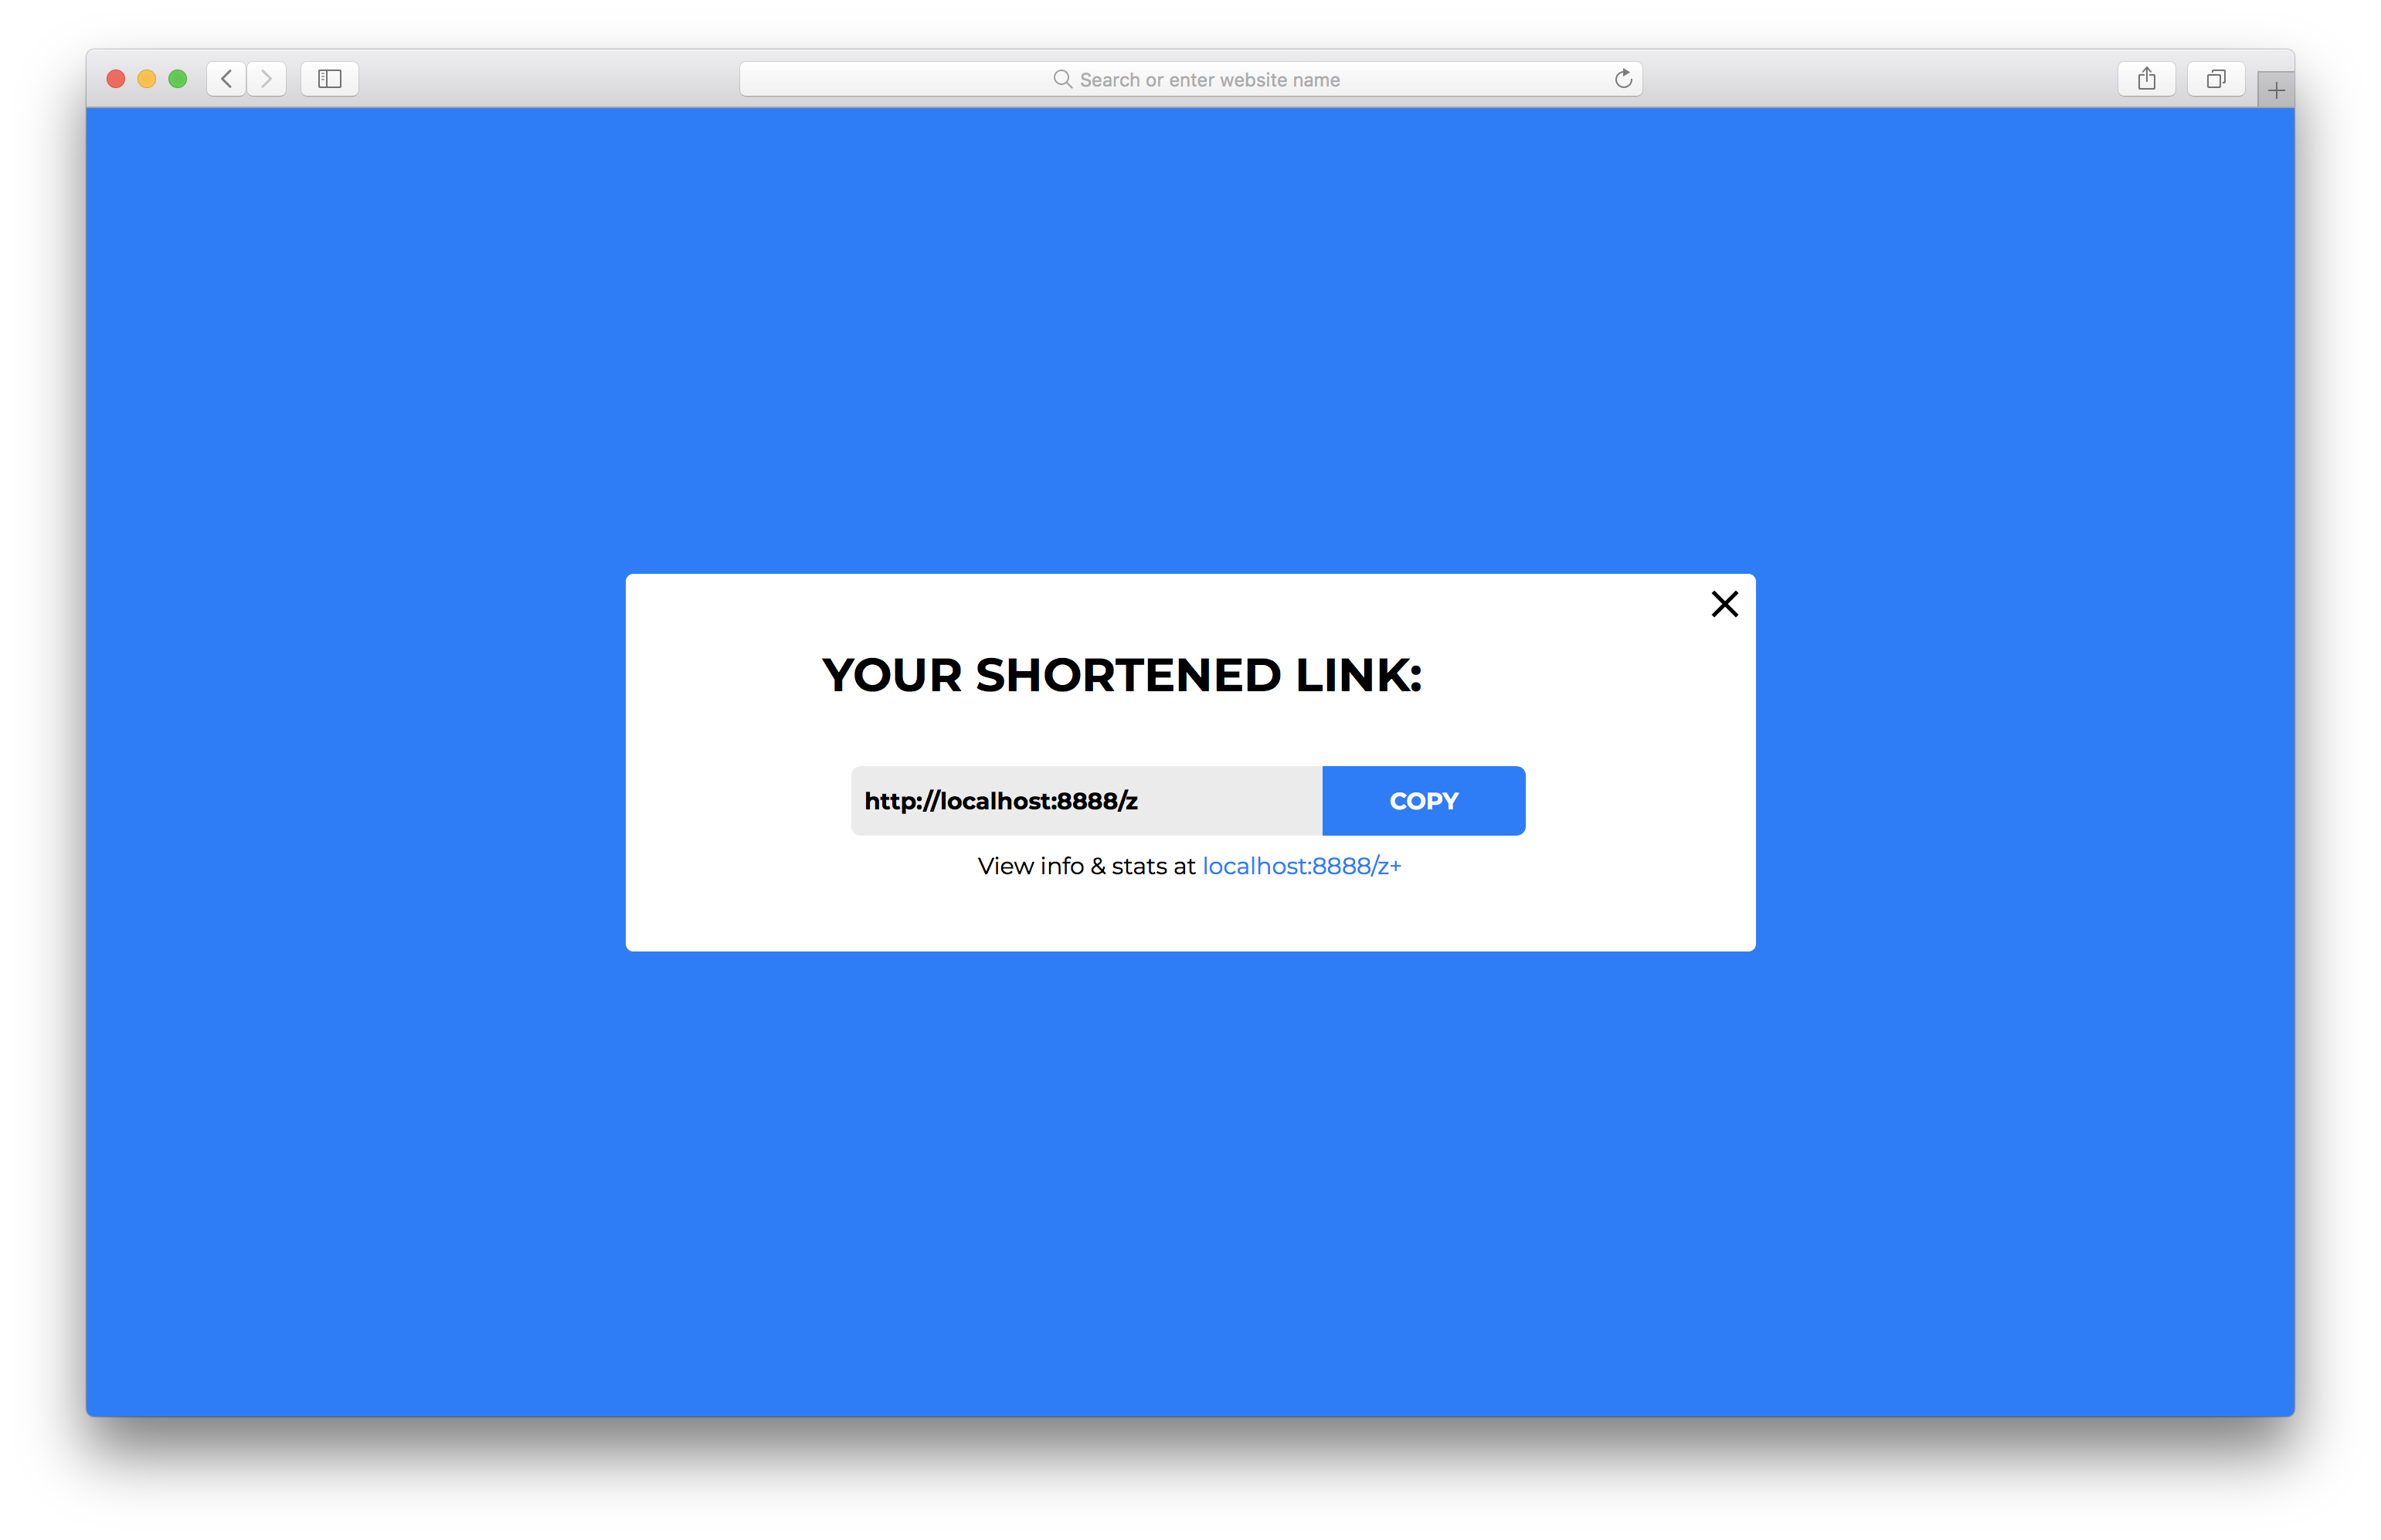 Search or enter website name
YOUR SHORTENED LINK:
http://localhost:8888/z
COPY
View info & stats at localhost:8888/z+